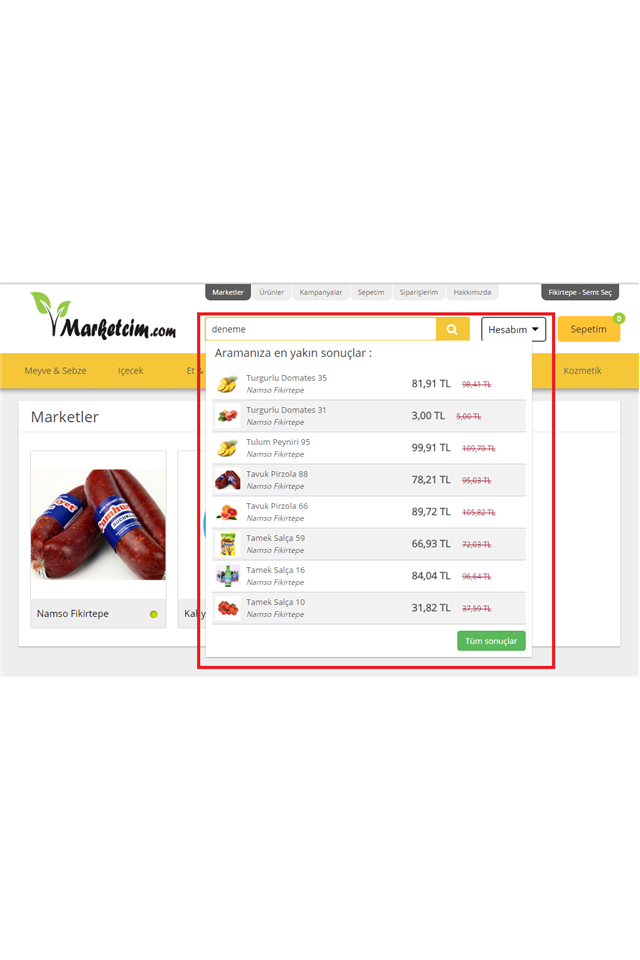 Marketler
Ürünler
Kampanyalar
Sepetim
Siparişlerim
Hakkımızda
Fikirtepe - Semt Seç
Marketcim.com
deneme
Hesabım
Sepetim
0
Meyve & Sebze
İçecek
Et &
Kozmetik
Aramanıza en yakın sonuçlar :
Turgurlu Domates 35
Namso Fikirtepe
81,91 TL 98,41 TL
Turgurlu Domates 31
Namso Fikirtepe
3,00 TL 5,00 TL
Tulum Peyniri 95
Namso Fikirtepe
99,91 TL 109,70 TL
Tavuk Pirzola 88
Namso Fikirtepe
78,21 TL 95,03 TL
Tavuk Pirzola 66
Namso Fikirtepe
89,72 TL 105,82 TL
Tamek Salça 59
Namso Fikirtepe
66,93 TL 72,03 TL
Tamek Salça 16
Namso Fikirtepe
84,04 TL 96,64 TL
Tamek Salça 10
Namso Fikirtepe
31,82 TL 37,59 TL
Tüm sonuçlar
Marketler
Namso Fikirtepe